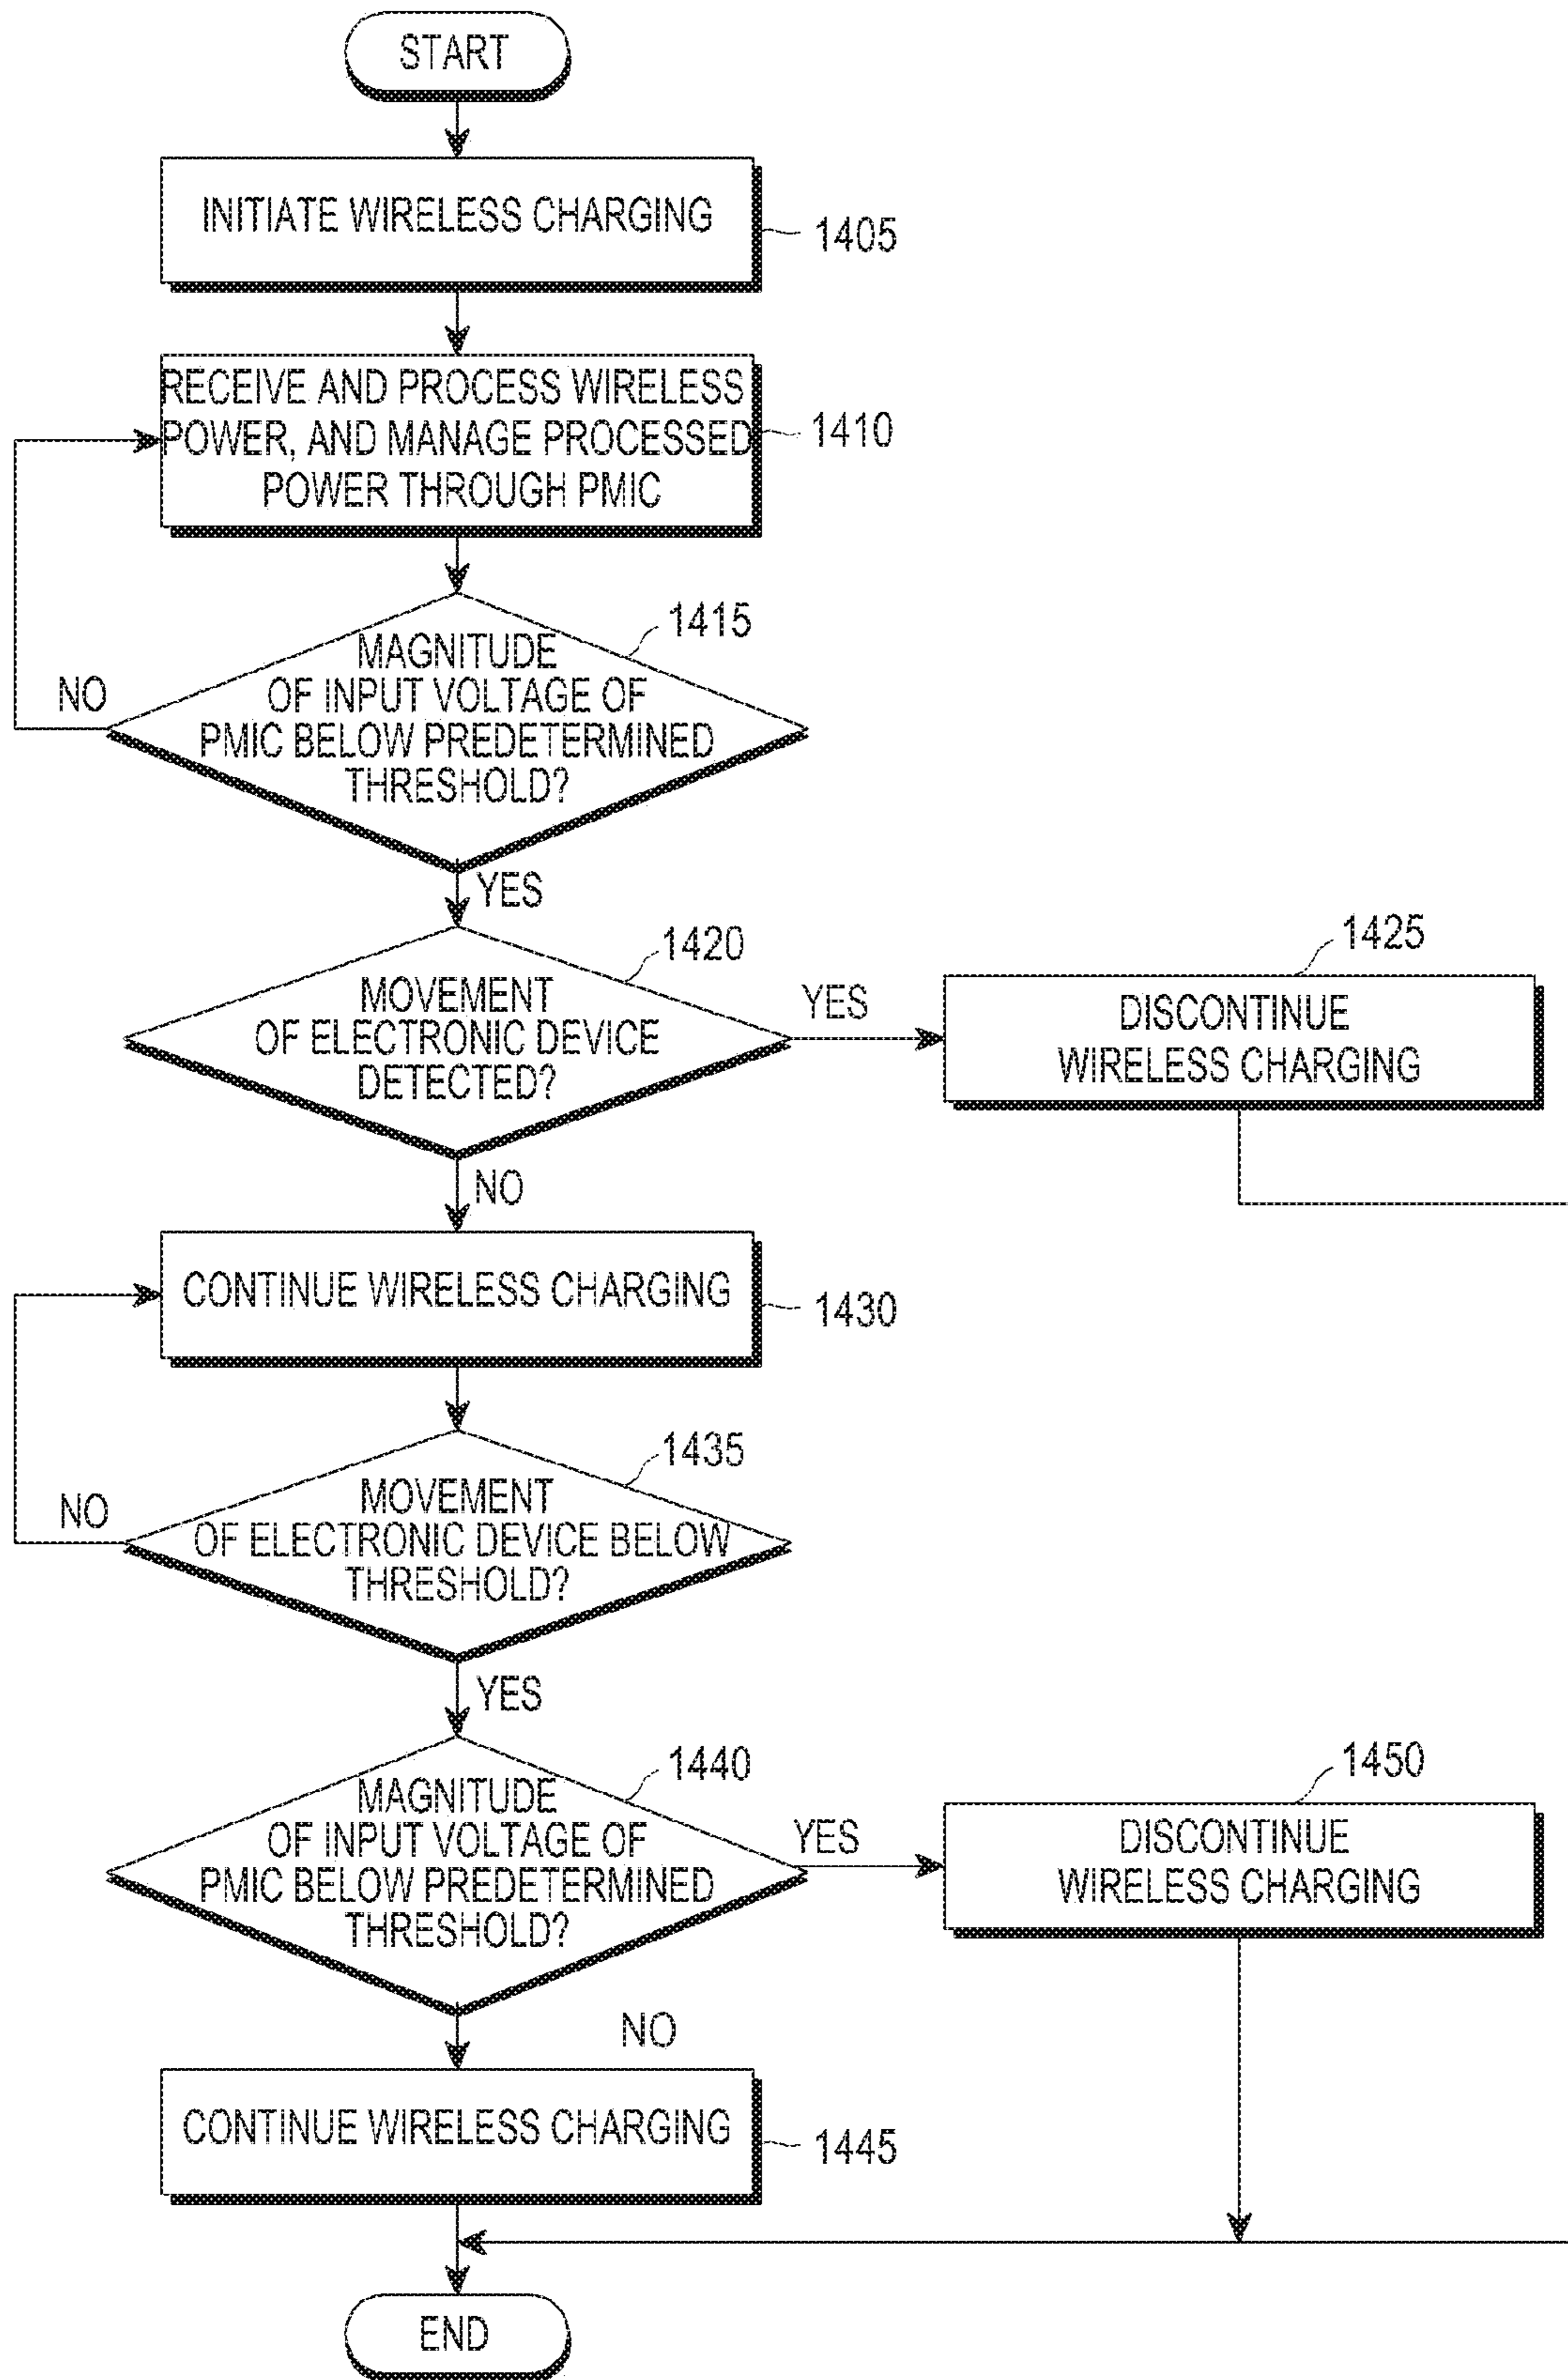 START
INITIATE WIRELESS CHARGING
1405
RECEIVE AND PROCESS WIRELESS
POWER, AND MANAGE PROCESSED
POWER THROUGH PMIC
1410
1415
MAGNITUDE
OF INPUT VOLTAGE OF
PMIC BELOW PREDETERMINED
THRESHOLD?
NO
YES
1420
MOVEMENT
OF ELECTRONIC DEVICE
DETECTED?
YES
1425
DISCONTINUE
WIRELESS CHARGING
NO
CONTINUE WIRELESS CHARGING
1430
1435
MOVEMENT
OF ELECTRONIC DEVICE BELOW
THRESHOLD?
NO
YES
1440
MAGNITUDE
OF INPUT VOLTAGE OF
PMIC BELOW PREDETERMINED
THRESHOLD?
YES
1450
DISCONTINUE
WIRELESS CHARGING
NO
CONTINUE WIRELESS CHARGING
1445
END